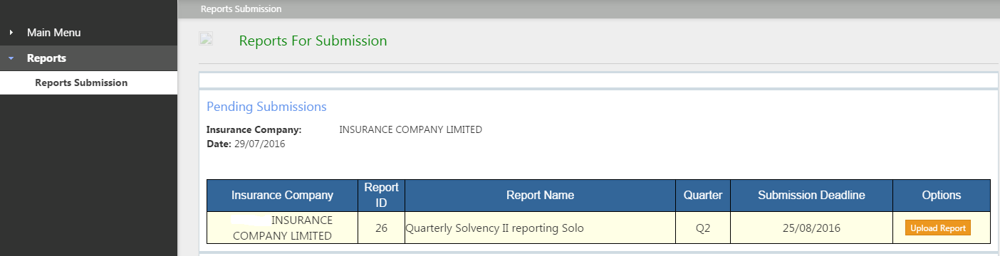 Reports Submission
Main Menu
Reports
Reports Submission
Reports For Submission
Pending Submissions
Insurance Company: INSURANCE COMPANY LIMITED
Date: 29/07/2016
Insurance Company Report ID Report Name Quarter Submission Deadline Options
INSURANCE
COMPANY LIMITED 26 Quarterly Solvency II reporting Solo Q2 25/08/2016 Upload Report